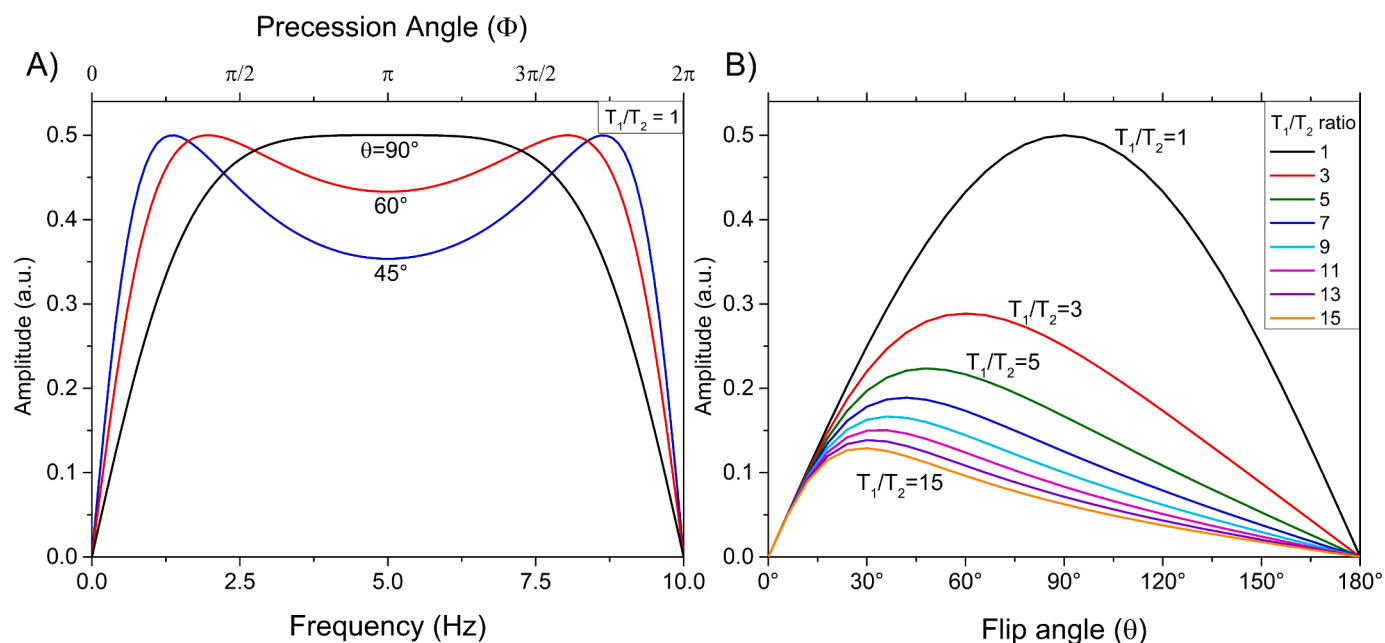 Precession Angle (Φ)
A)
0 π/2 π 3π/2 2π
T1/T2 = 1
θ=90°
60°
45°
Amplitude (a.u.)
0.5
0.4
0.3
0.2
0.1
0.0
0.0 2.5 5.0 7.5 10.0
Frequency (Hz)
B)
T1/T2 ratio
1
3
5
7
9
11
13
15
T1/T2=1
T1/T2=3
T1/T2=5
T1/T2=15
Amplitude (a.u.)
0.5
0.4
0.3
0.2
0.1
0.0
0° 30° 60° 90° 120° 150° 180°
Flip angle (θ)